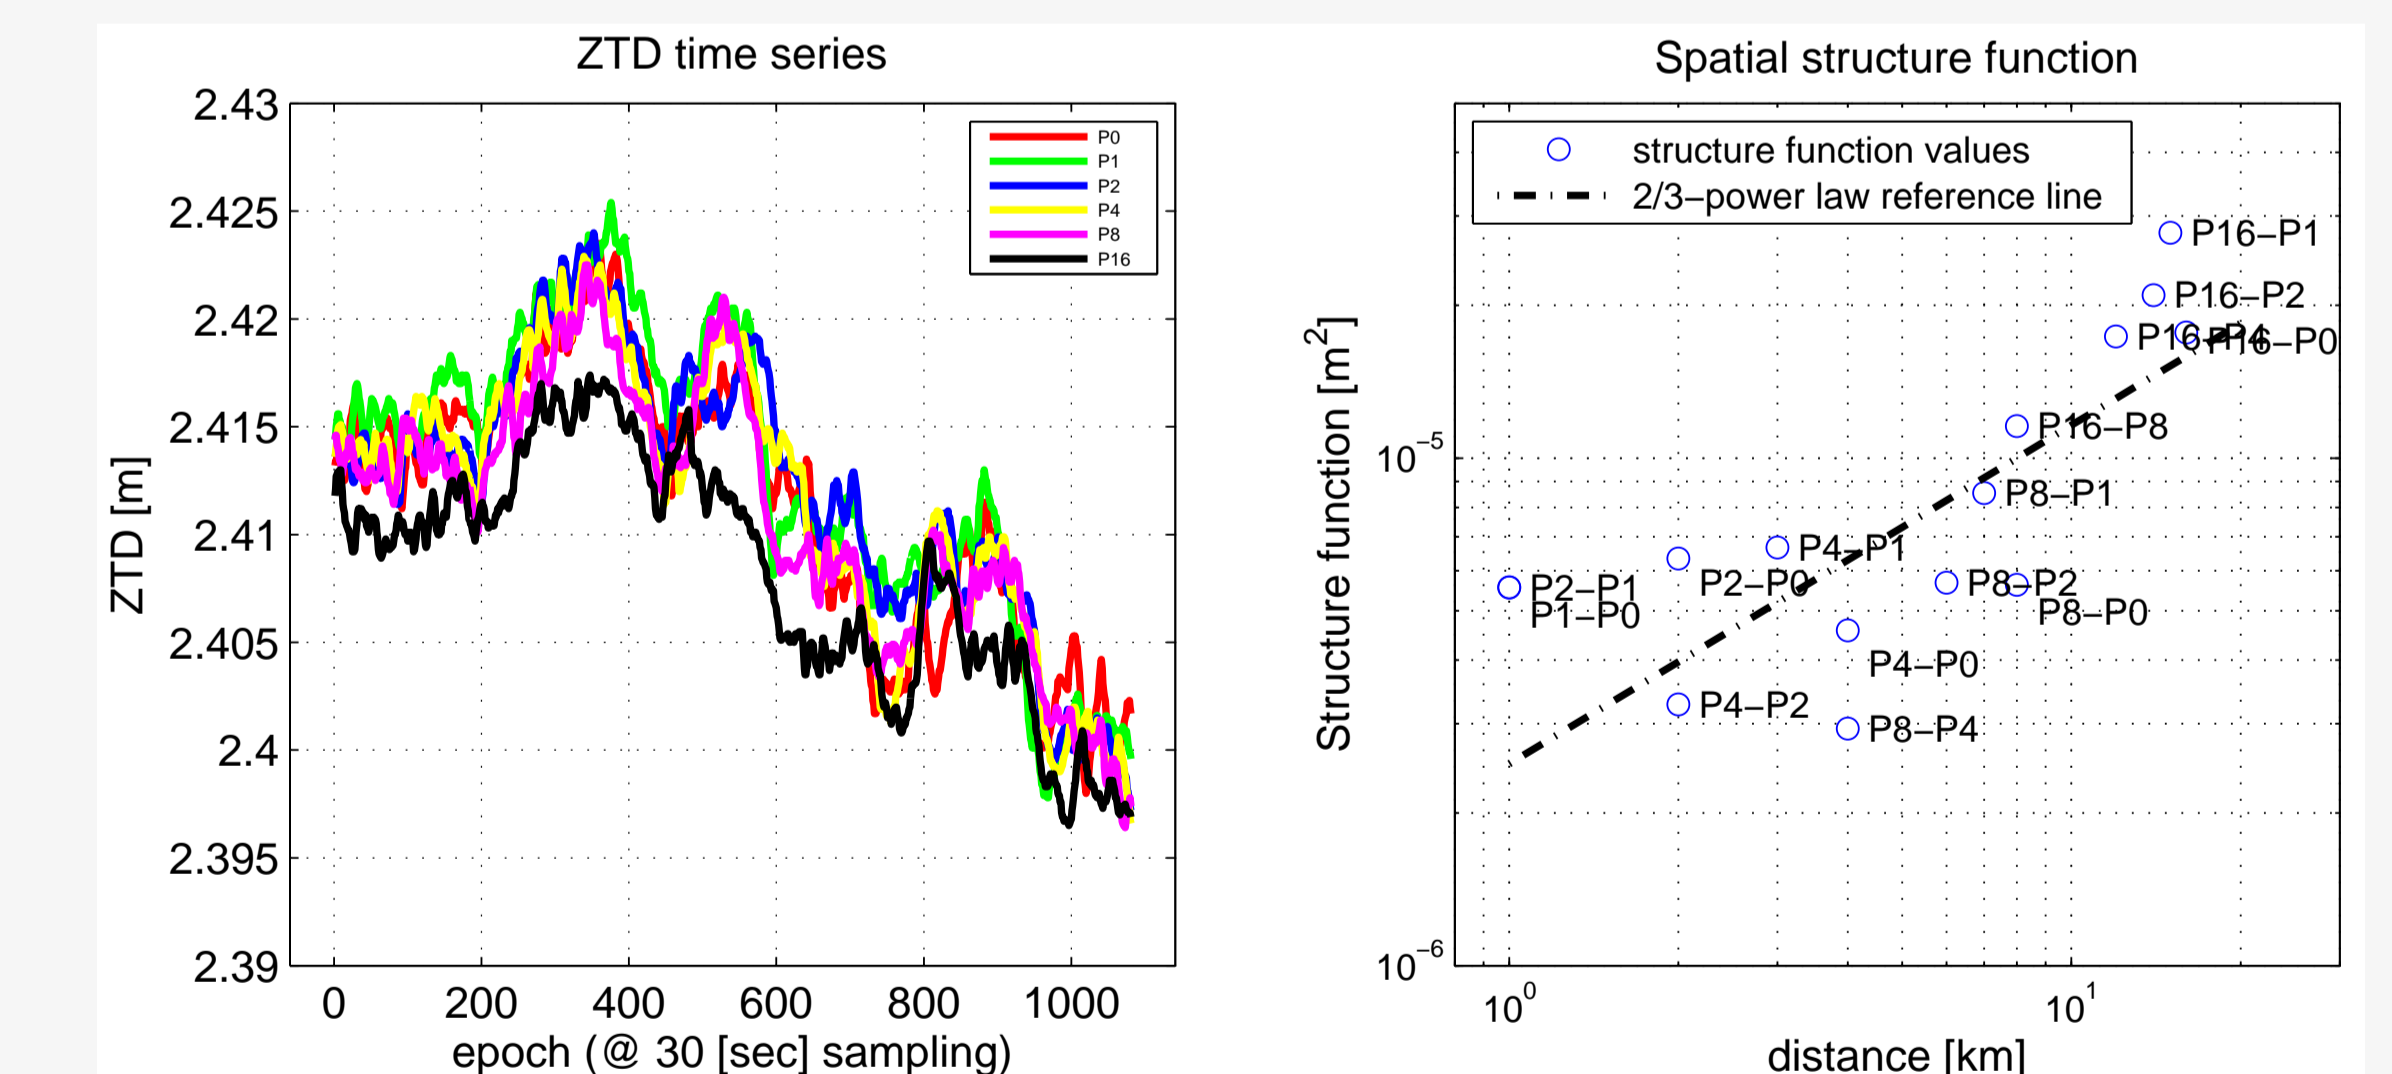 ZTD time series
2.43
2.425
2.42
2.415
2.41
2.405
2.4
2.395
2.39
ZTD [m]
0 200 400 600 800 1000
epoch (@ 30 [sec] sampling)
P0
P1
P2
P4
P8
P16
Spatial structure function
structure function values
2/3−power law reference line
Structure function [m²]
10⁻⁵
10⁻⁶
10⁰ 10¹
distance [km]
P16−P1
P16−P2
P16−P4
P16−P0
P16−P8
P8−P1
P4−P1
P2−P1
P2−P0
P8−P2
P1−P0
P8−P0
P4−P0
P4−P2
P8−P4